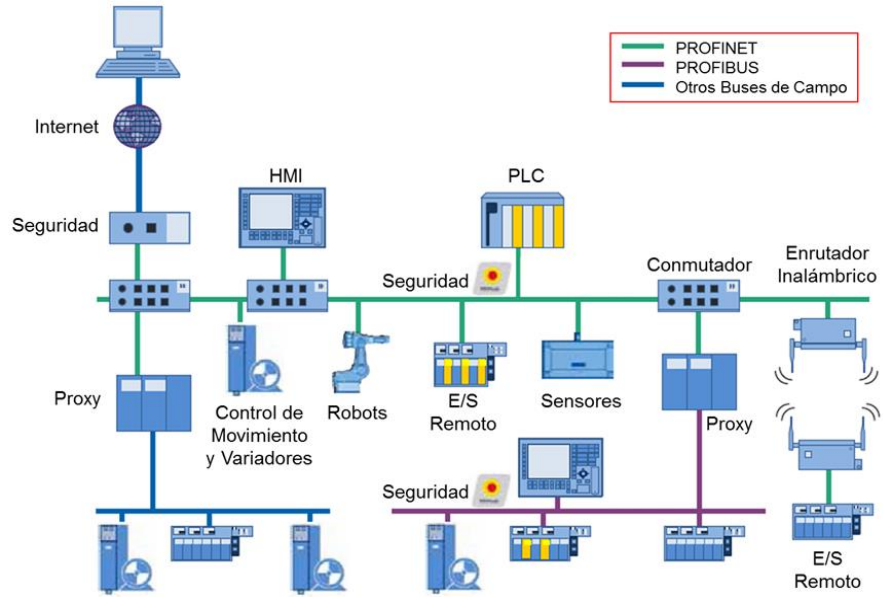 PROFINET
PROFIBUS
Otros Buses de Campo
Internet
HMI
PLC
Seguridad
Seguridad
Conmutador
Enrutador
Inalámbrico
Proxy
Control de
Movimiento
y Variadores
Robots
E/S
Remoto
Sensores
Proxy
Seguridad
E/S
Remoto